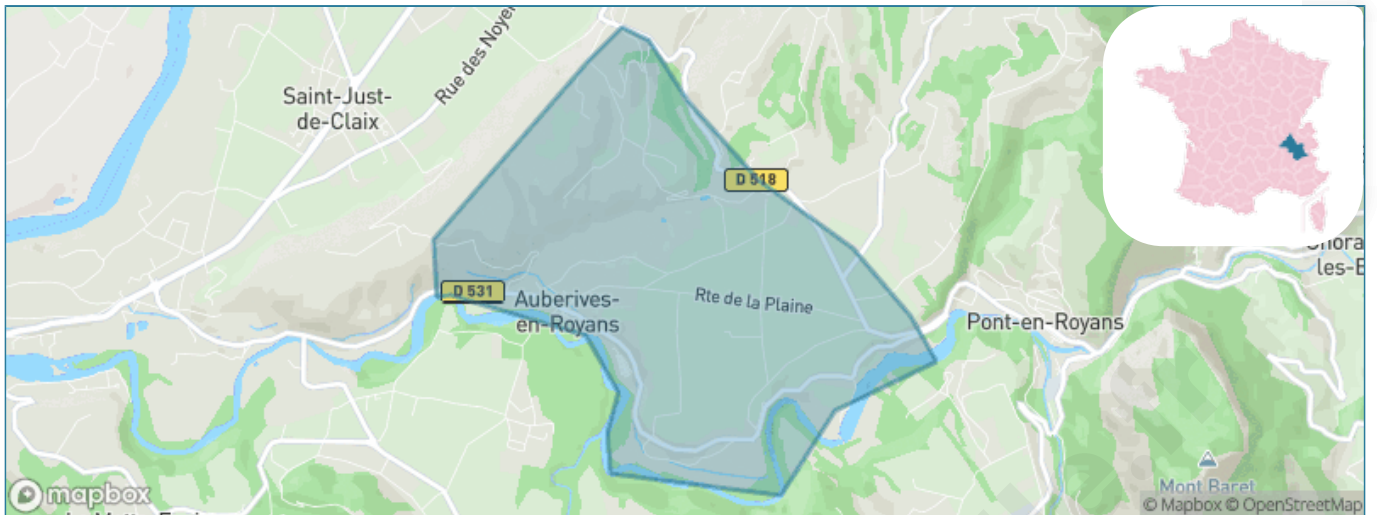 Saint-Just-
de-Claix
Rue des Noyer
D 518
D 531
Auberives-
en-Royans
Rte de la Plaine
Pont-en-Royans
les-E
Mont Baret
mapbox
© Mapbox © OpenStreetMap